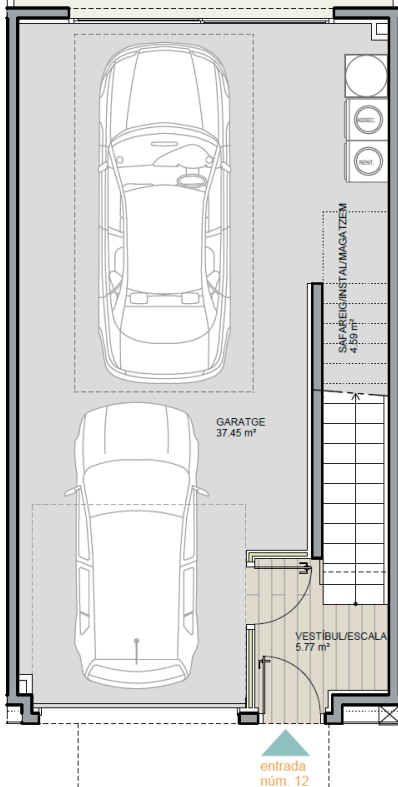 ASSEC.
RENT.
SAFAREIG/INSTAL/MAGATZEM
4.59 m²
GARATGE
37.45 m²
VESTÍBUL/ESCALA
5.77 m²
entrada
núm. 12